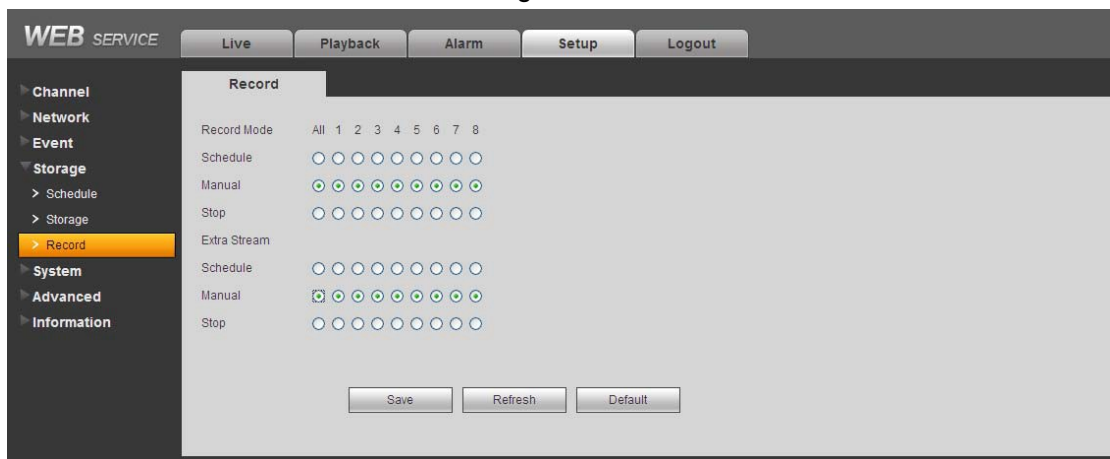 WEB SERVICE
Live Playback Alarm Setup Logout
Channel
Network
Event
Storage
> Schedule
> Storage
> Record
System
Advanced
Information
Record
Record Mode All 1 2 3 4 5 6 7 8
Schedule
Manual
Stop
Extra Stream
Schedule
Manual
Stop
Save Refresh Default